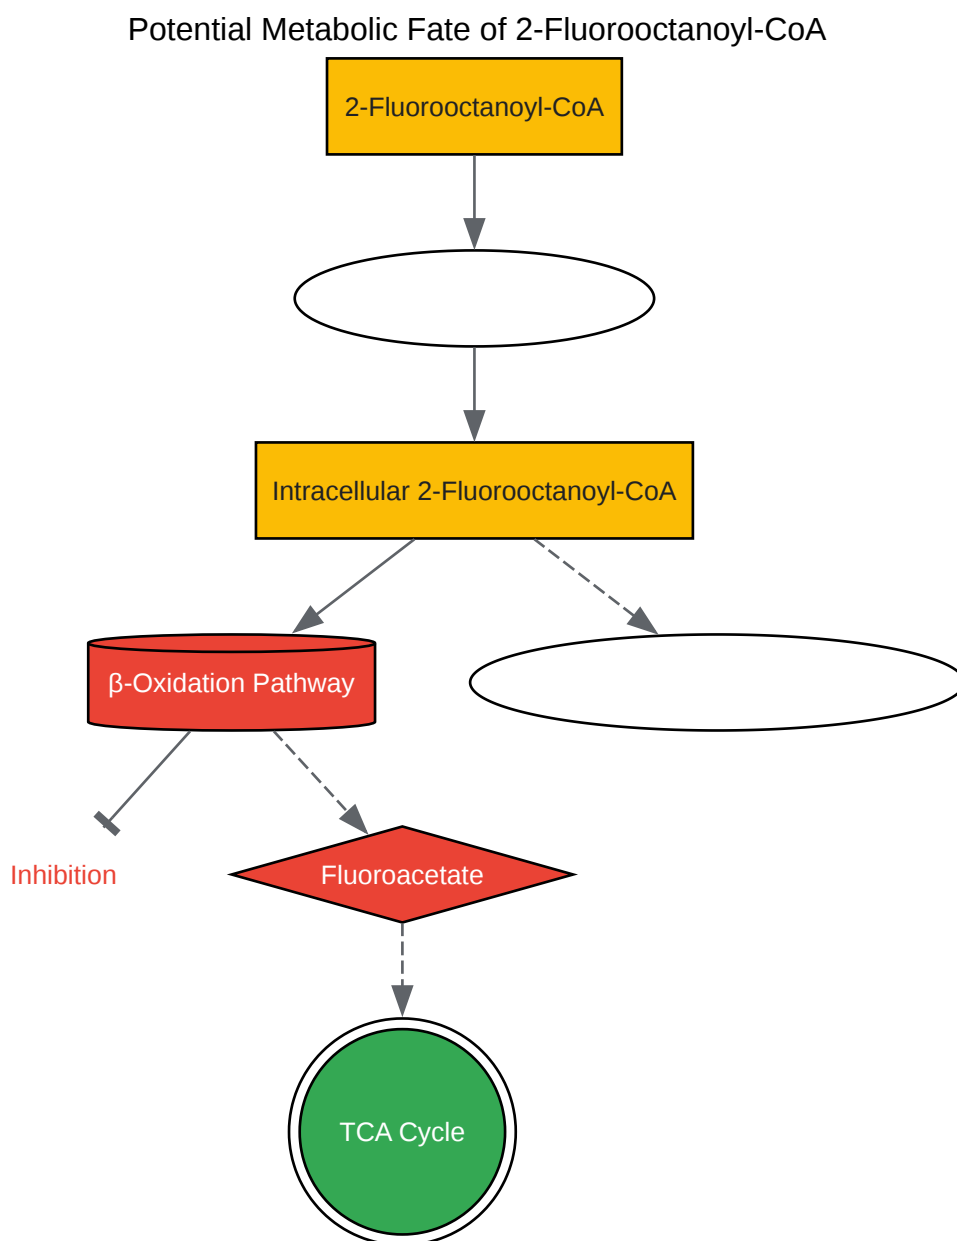 Potential Metabolic Fate of 2-Fluorooctanoyl-CoA
2-Fluorooctanoyl-CoA
Intracellular 2-Fluorooctanoyl-CoA
β-Oxidation Pathway
Inhibition
Fluoroacetate
TCA Cycle